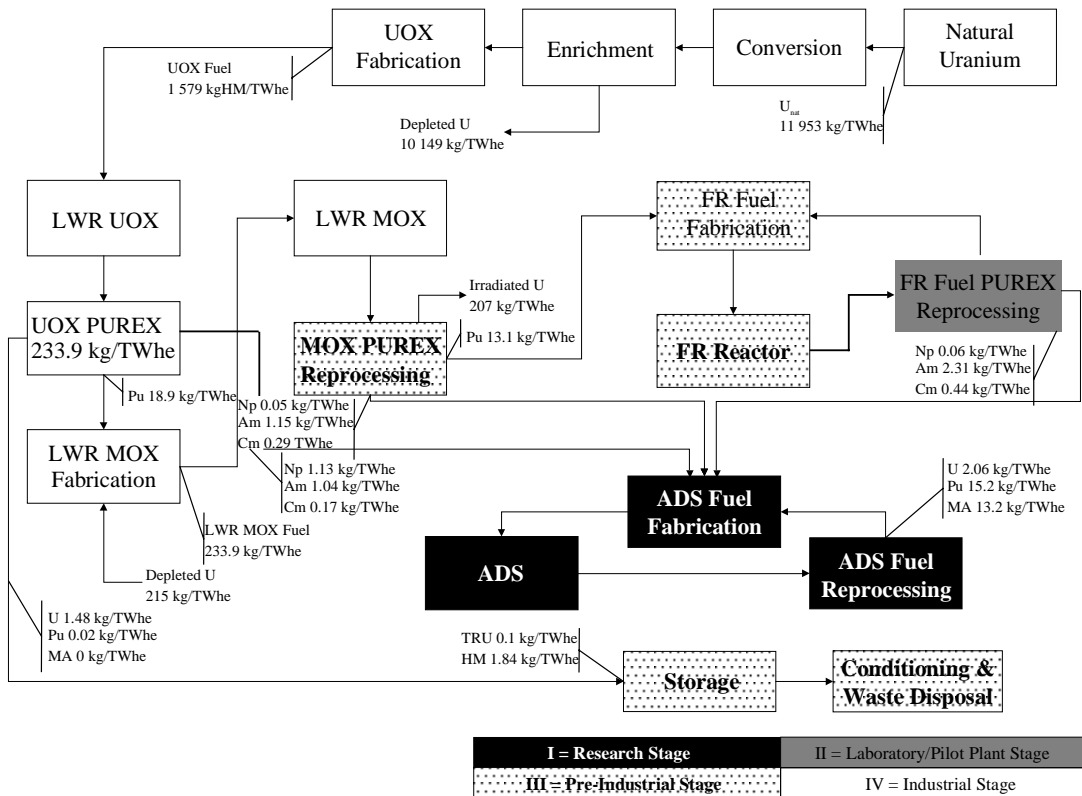 UOX
Fabrication
Enrichment
Conversion
Natural
Uranium
UOX Fuel
1 579 kgHM/TWhe
Depleted U
10 149 kg/TWhe
Unat
11 953 kg/TWhe
LWR UOX
LWR MOX
FR Fuel
Fabrication
Irradiated U
207 kg/TWhe
FR Fuel PUREX
Reprocessing
UOX PUREX
233.9 kg/TWhe
MOX PUREX
Reprocessing
Pu 13.1 kg/TWhe
FR Reactor
Np 0.06 kg/TWhe
Am 2.31 kg/TWhe
Cm 0.44 kg/TWhe
Pu 18.9 kg/TWhe
Np 0.05 kg/TWhe
Am 1.15 kg/TWhe
Cm 0.29 TWhe
LWR MOX
Fabrication
Np 1.13 kg/TWhe
Am 1.04 kg/TWhe
Cm 0.17 kg/TWhe
ADS Fuel
Fabrication
U 2.06 kg/TWhe
Pu 15.2 kg/TWhe
MA 13.2 kg/TWhe
LWR MOX Fuel
233.9 kg/TWhe
ADS
ADS Fuel
Reprocessing
Depleted U
215 kg/TWhe
U 1.48 kg/TWhe
Pu 0.02 kg/TWhe
MA 0 kg/TWhe
TRU 0.1 kg/TWhe
HM 1.84 kg/TWhe
Storage
Conditioning &
Waste Disposal
I = Research Stage
II = Laboratory/Pilot Plant Stage
III = Pre-Industrial Stage
IV = Industrial Stage